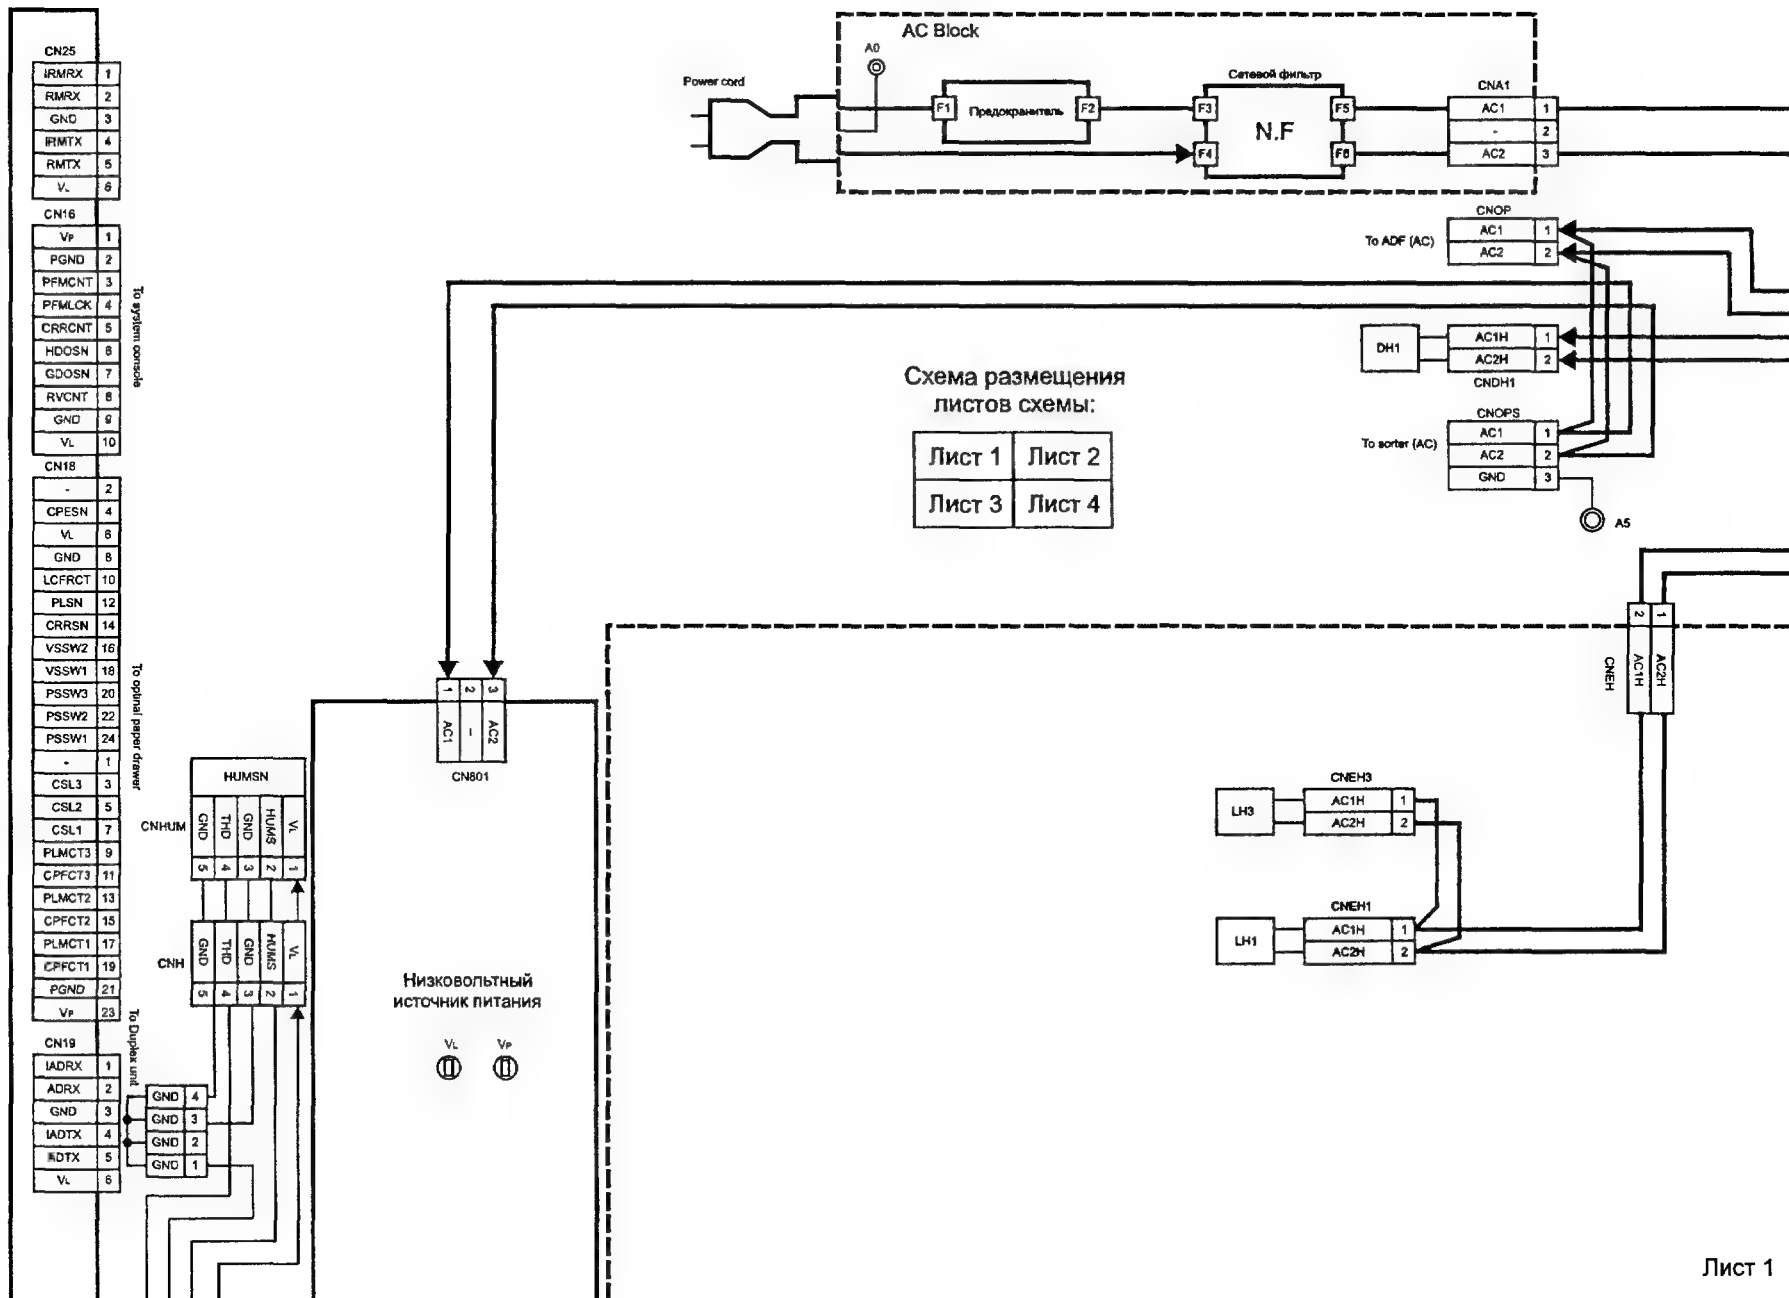 CN25
IRMRX 1
RMRX 2
GND 3
IRMTX 4
RMTX 5
VL 6
CN16
VP 1
PGND 2
PFMCNT 3
PFMLCK 4
CRRCNT 5
HDOSN 6
GDOSN 7
RVCNT 8
GND 9
VL 10
To system console
CN18
- 2
CPESN 4
VL 6
GND 8
LCFRCT 10
PLSN 12
CRRSN 14
VSSW2 16
VSSW1 18
PSSW3 20
PSSW2 22
PSSW1 24
- 1
CSL3 3
CSL2 5
CSL1 7
PLMCT3 9
CPFCT3 11
PLMCT2 13
CPFCT2 15
PLMCT1 17
CPFCT1 19
PGND 21
VP 23
To optinal paper drawer
CN19
IADRX 1
ADRX 2
GND 3
IADTX 4
ADTX 5
VL 6
To Duplex unit
GND 4
GND 3
GND 2
GND 1
HUMSN
CNHUM
GND THD GND HUMS VL
5 4 3 2 1
CNH
GND THD GND HUMS VL
5 4 3 2 1
Power cord
AC Block
A0
F1 Предохранитель F2
Сетевой фильтр
F3 F5
N.F
F4 F6
CNA1
AC1 1
- 2
AC2 3
CNOP
To ADF (AC)
AC1 1
AC2 2
DH1
AC1H 1
AC2H 2
CNDH1
CNOPS
To sorter (AC)
AC1 1
AC2 2
GND 3
A5
Схема размещения
листов схемы:
Лист 1 Лист 2
Лист 3 Лист 4
1 2 3
AC1 - AC2
CN801
Низковольтный
источник питания
VL VP
2 1
AC1H AC2H
CNEH
CNEH3
LH3
AC1H 1
AC2H 2
CNEH1
LH1
AC1H 1
AC2H 2
Лист 1